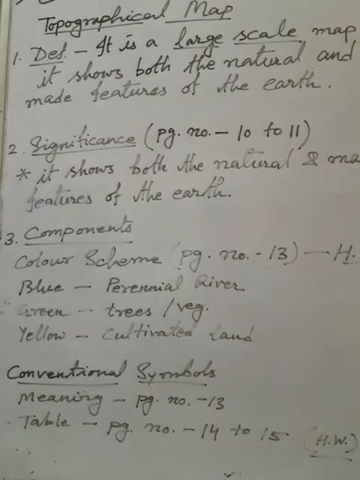 Topographical Map
1. Def. - It is a large scale map
it shows both the natural and
made features of the earth.
2. Significance (pg. no. - 10 to 11)
* it shows both the natural & ma
features of the earth.
3. Components
Colour Scheme (pg. no. - 13) — H.
Blue - Perennial River
Green - trees / veg.
Yellow - Cultivated land
Conventional Symbols
Meaning - pg. no. -13
Table - pg. no. - 14 to 15 (H.W.)